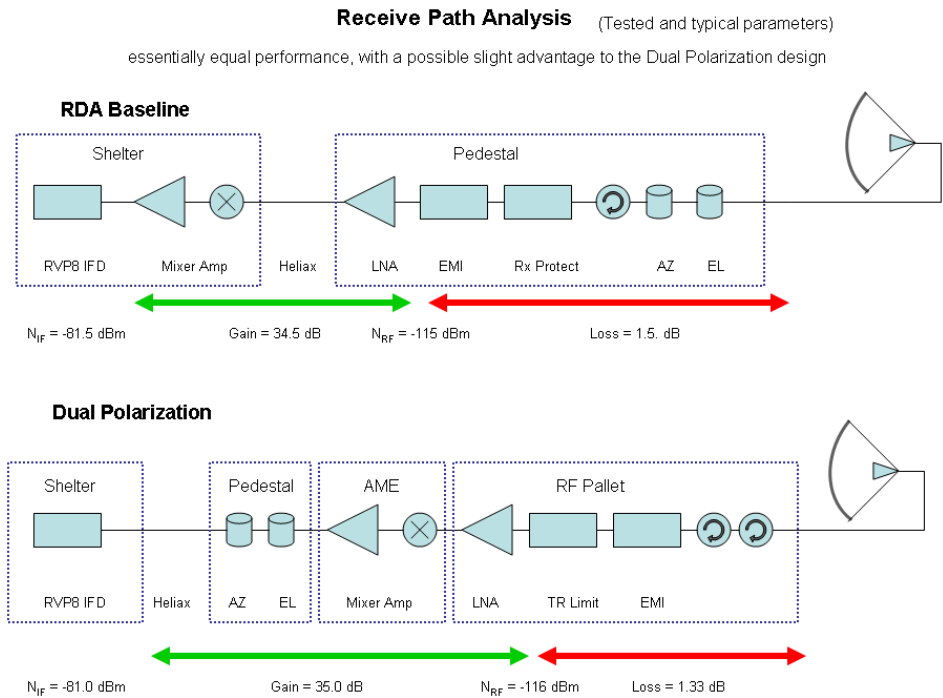 Receive Path Analysis (Tested and typical parameters)
essentially equal performance, with a possible slight advantage to the Dual Polarization design
RDA Baseline
Shelter Pedestal
RVP8 IFD Mixer Amp Heliax LNA EMI Rx Protect AZ EL
NIF = -81.5 dBm Gain = 34.5 dB NRF = -115 dBm Loss = 1.5. dB
Dual Polarization
Shelter Pedestal AME RF Pallet
RVP8 IFD Heliax AZ EL Mixer Amp LNA TR Limit EMI
NIF = -81.0 dBm Gain = 35.0 dB NRF = -116 dBm Loss = 1.33 dB